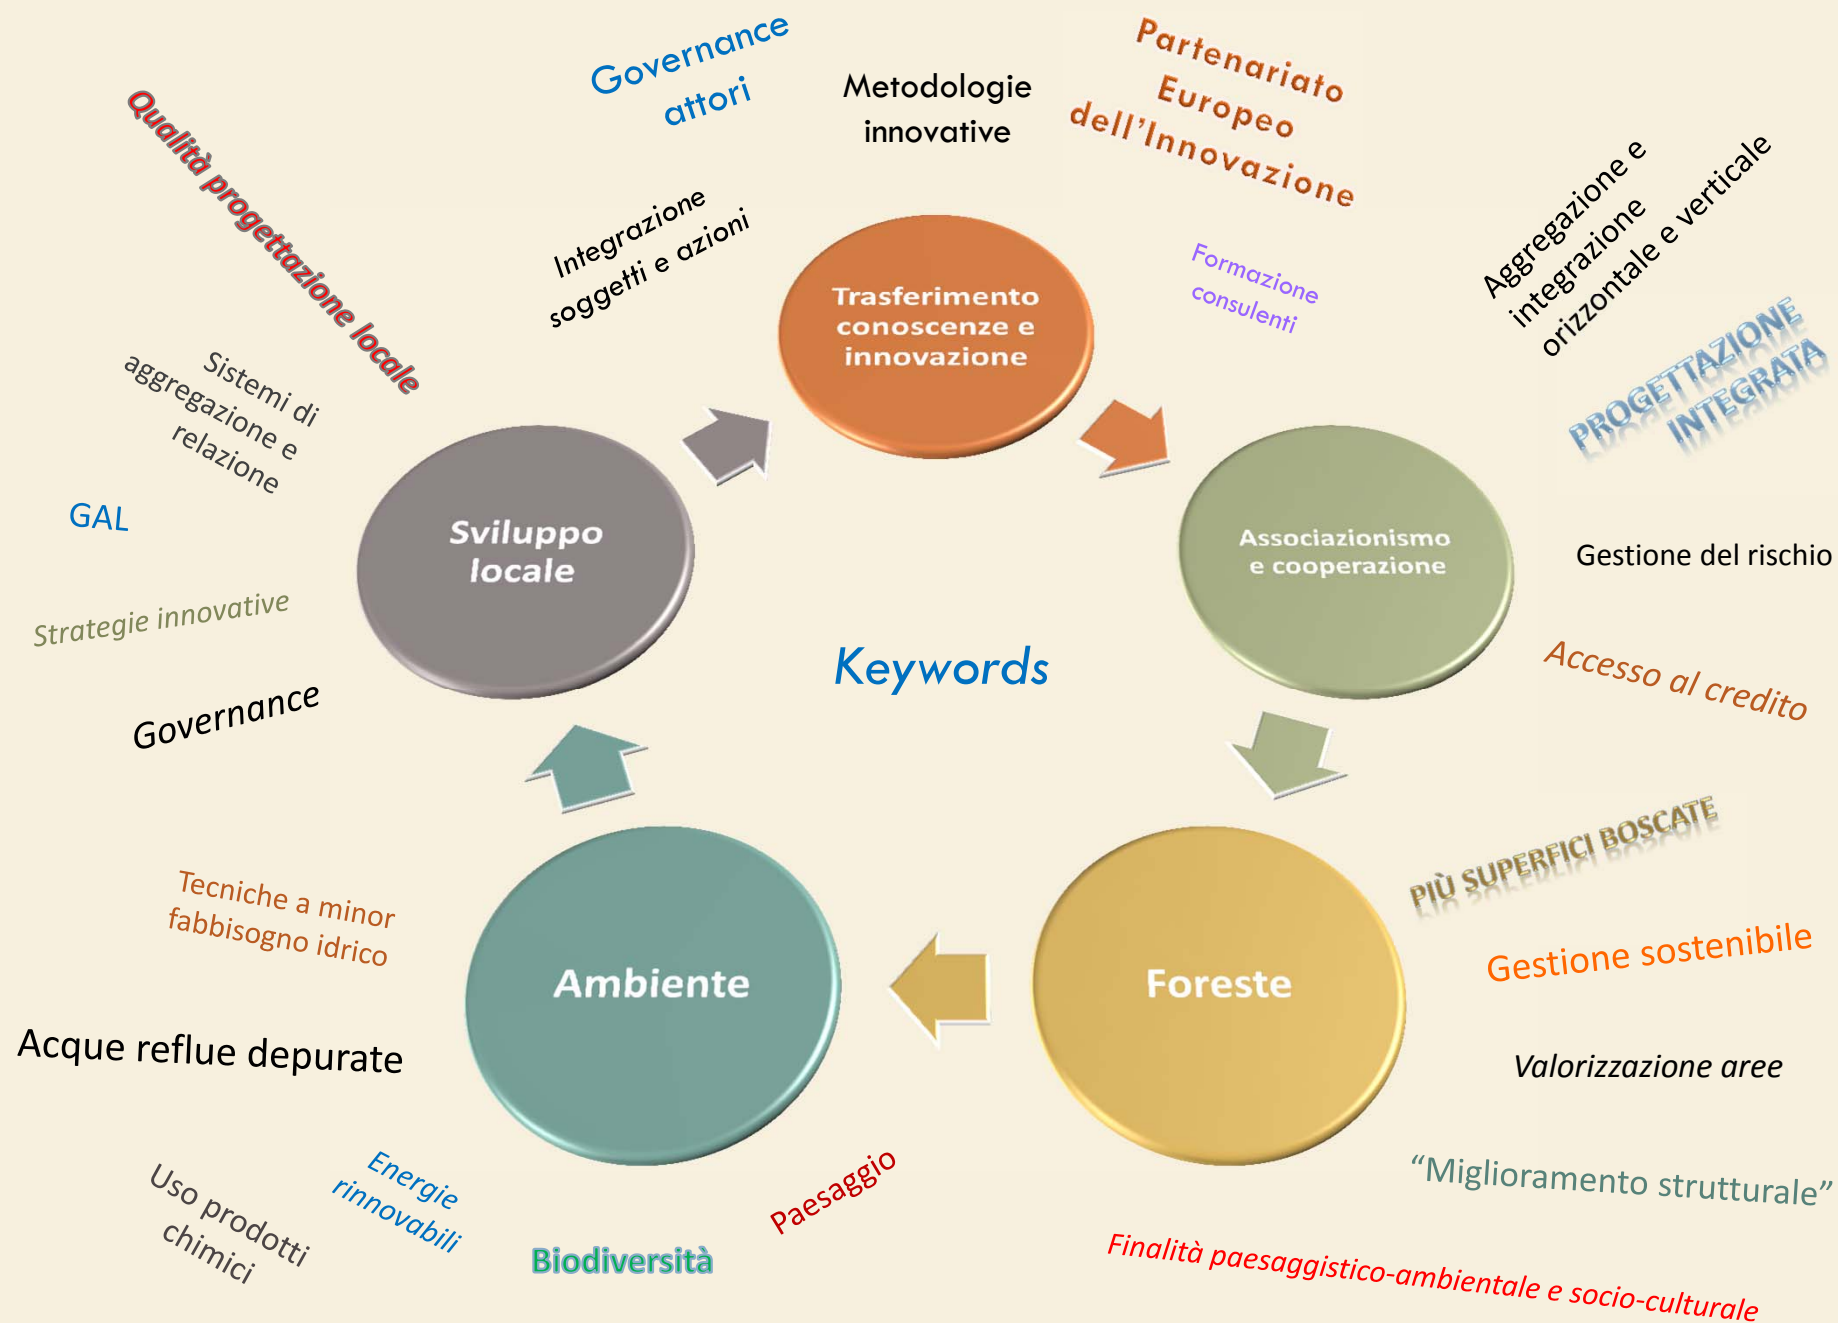 Governance
attori
Metodologie
innovative
Partenariato
Europeo
dell'Innovazione
Qualità progettazione locale
Integrazione
soggetti e azioni
Formazione
consulenti
Aggregazione e
integrazione
orizzontale e verticale
Trasferimento
conoscenze e
innovazione
PROGETTAZIONE
INTEGRATA
Sistemi di
aggregazione e
relazione
GAL
Sviluppo
locale
Associazionismo
e cooperazione
Gestione del rischio
Strategie innovative
Keywords
Accesso al credito
Governance
PIÙ SUPERFICI BOSCATE
Tecniche a minor
fabbisogno idrico
Ambiente
Foreste
Gestione sostenibile
Acque reflue depurate
Valorizzazione aree
Uso prodotti
chimici
Energie
rinnovabili
Biodiversità
Paesaggio
“Miglioramento strutturale”
Finalità paesaggistico-ambientale e socio-culturale